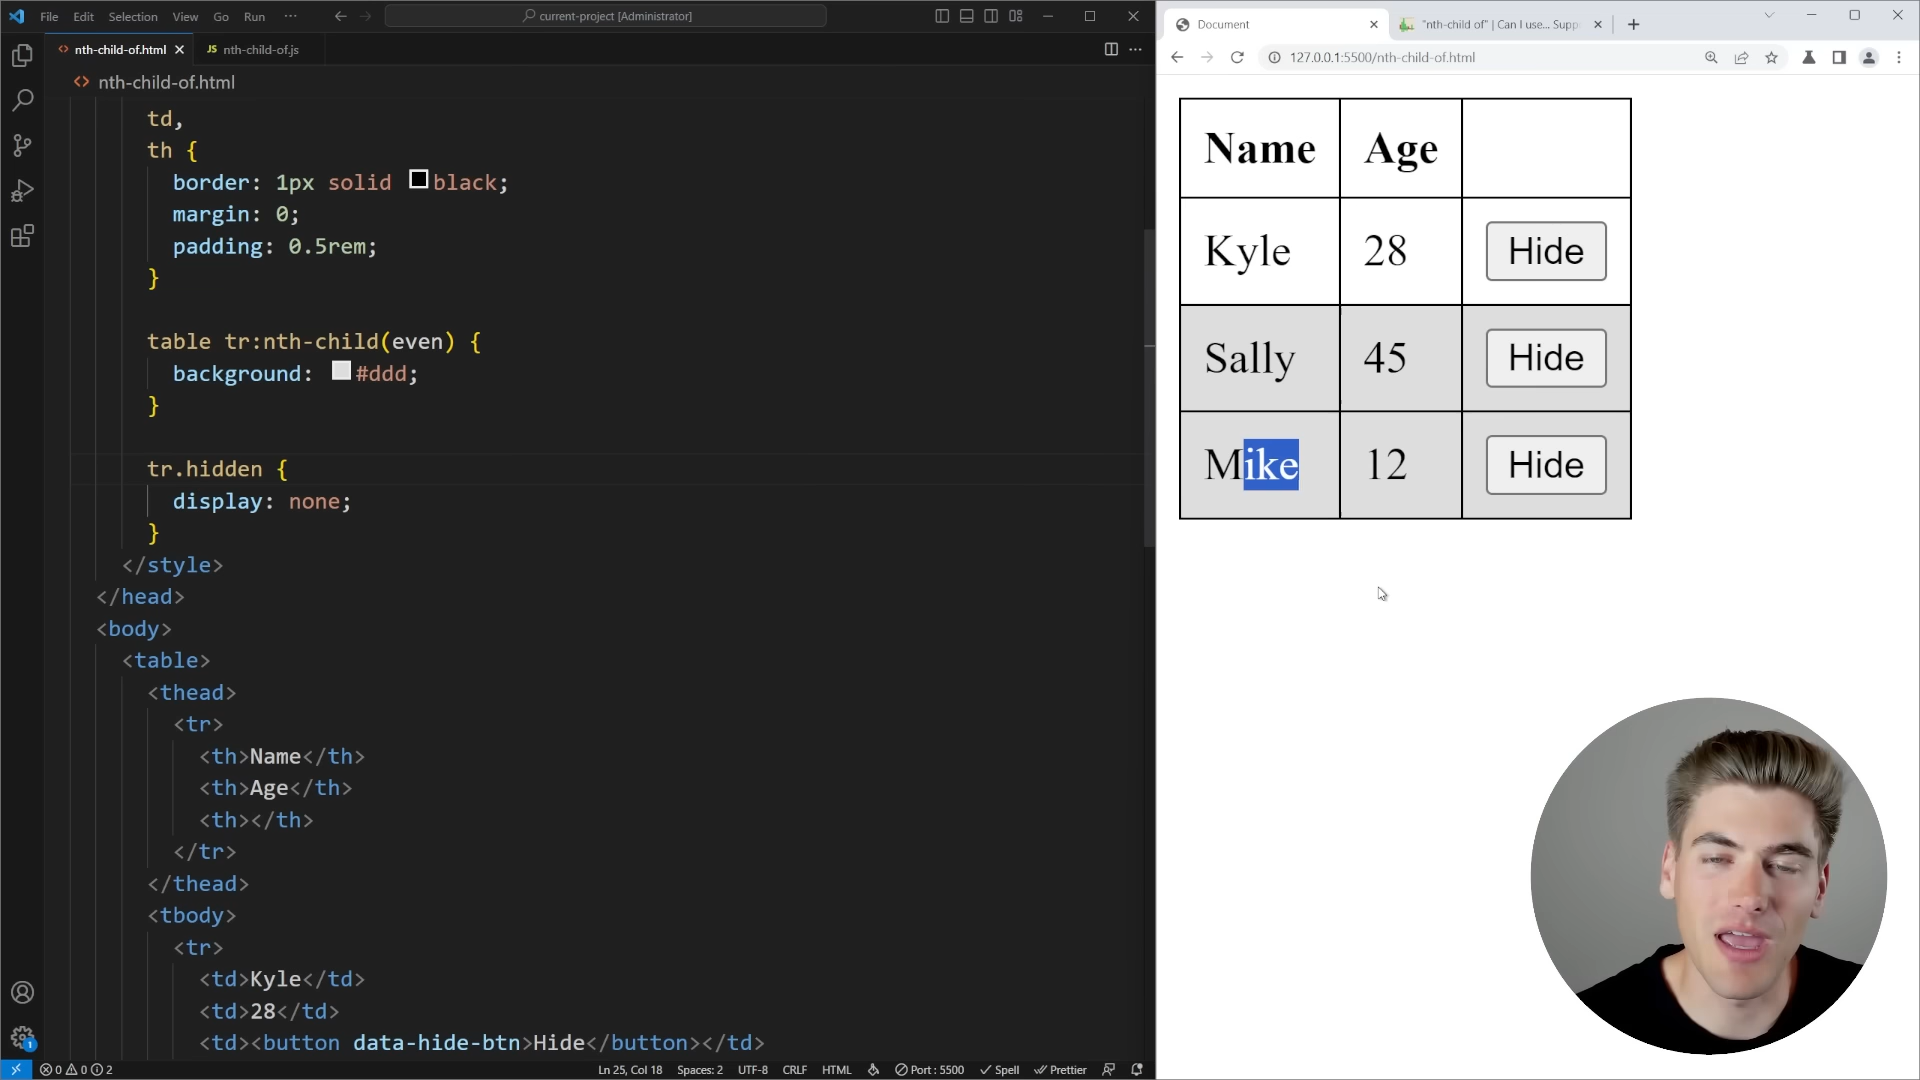 File Edit Selection View Go Run ··· current-project [Administrator]
nth-child-of.html JS nth-child-of.js
<> nth-child-of.html
td,
th {
border: 1px solid black;
margin: 0;
padding: 0.5rem;
}
table tr:nth-child(even) {
background: #ddd;
}
tr.hidden {
display: none;
}
</style>
</head>
<body>
<table>
<thead>
<tr>
<th>Name</th>
<th>Age</th>
<th></th>
</tr>
</thead>
<tbody>
<tr>
<td>Kyle</td>
<td>28</td>
<td><button data-hide-btn>Hide</button></td>
1
0 0 2 Ln 25, Col 18 Spaces: 2 UTF-8 CRLF HTML Port : 5500 Spell Prettier
Document "nth-child of" | Can I use... Supp
127.0.0.1:5500/nth-child-of.html
Name Age
Kyle 28 Hide
Sally 45 Hide
Mike 12 Hide